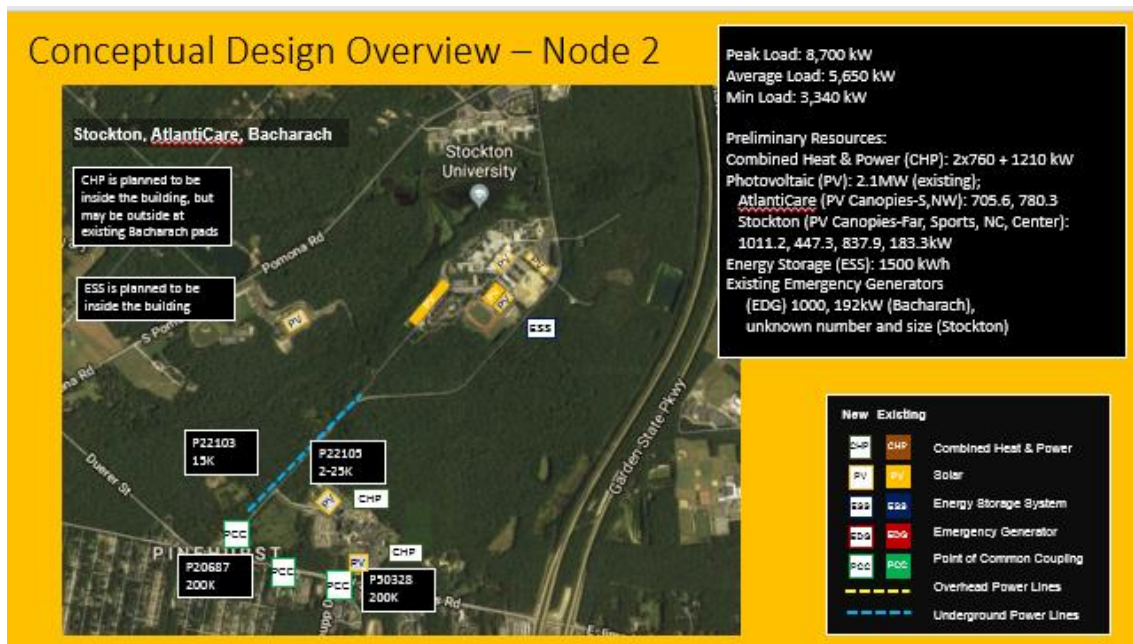 Conceptual Design Overview – Node 2
Peak Load: 8,700 kW
Average Load: 5,650 kW
Min Load: 3,340 kW
Preliminary Resources:
Combined Heat & Power (CHP): 2x760 + 1210 kW
Photovoltaic (PV): 2.1MW (existing);
AtlantiCare (PV Canopies-S,NW): 705.6, 780.3
Stockton (PV Canopies-Far, Sports, NC, Center):
1011.2, 447.3, 837.9, 183.3kW
Energy Storage (ESS): 1500 kWh
Existing Emergency Generators
(EDG) 1000, 192kW (Bacharach),
unknown number and size (Stockton)
Stockton, AtlantiCare, Bacharach
Stockton
University
CHP is planned to be
inside the building, but
may be outside at
existing Bacharach pads
Pomona Rd
ESS is planned to be
inside the building
PV
PV
PV
PV
S Pomona Rd
ESS
Garden State Pkwy
P22103
15K
P22105
2-25K
Duerer St
PV
CHP
PCC
PINEHURST
CHP
PV
PCC
PCC
P20687
200K
P50328
200K
New Existing
CHP CHP Combined Heat & Power
PV PV Solar
ESS ESS Energy Storage System
EDG EDG Emergency Generator
PCC PCC Point of Common Coupling
Overhead Power Lines
Underground Power Lines